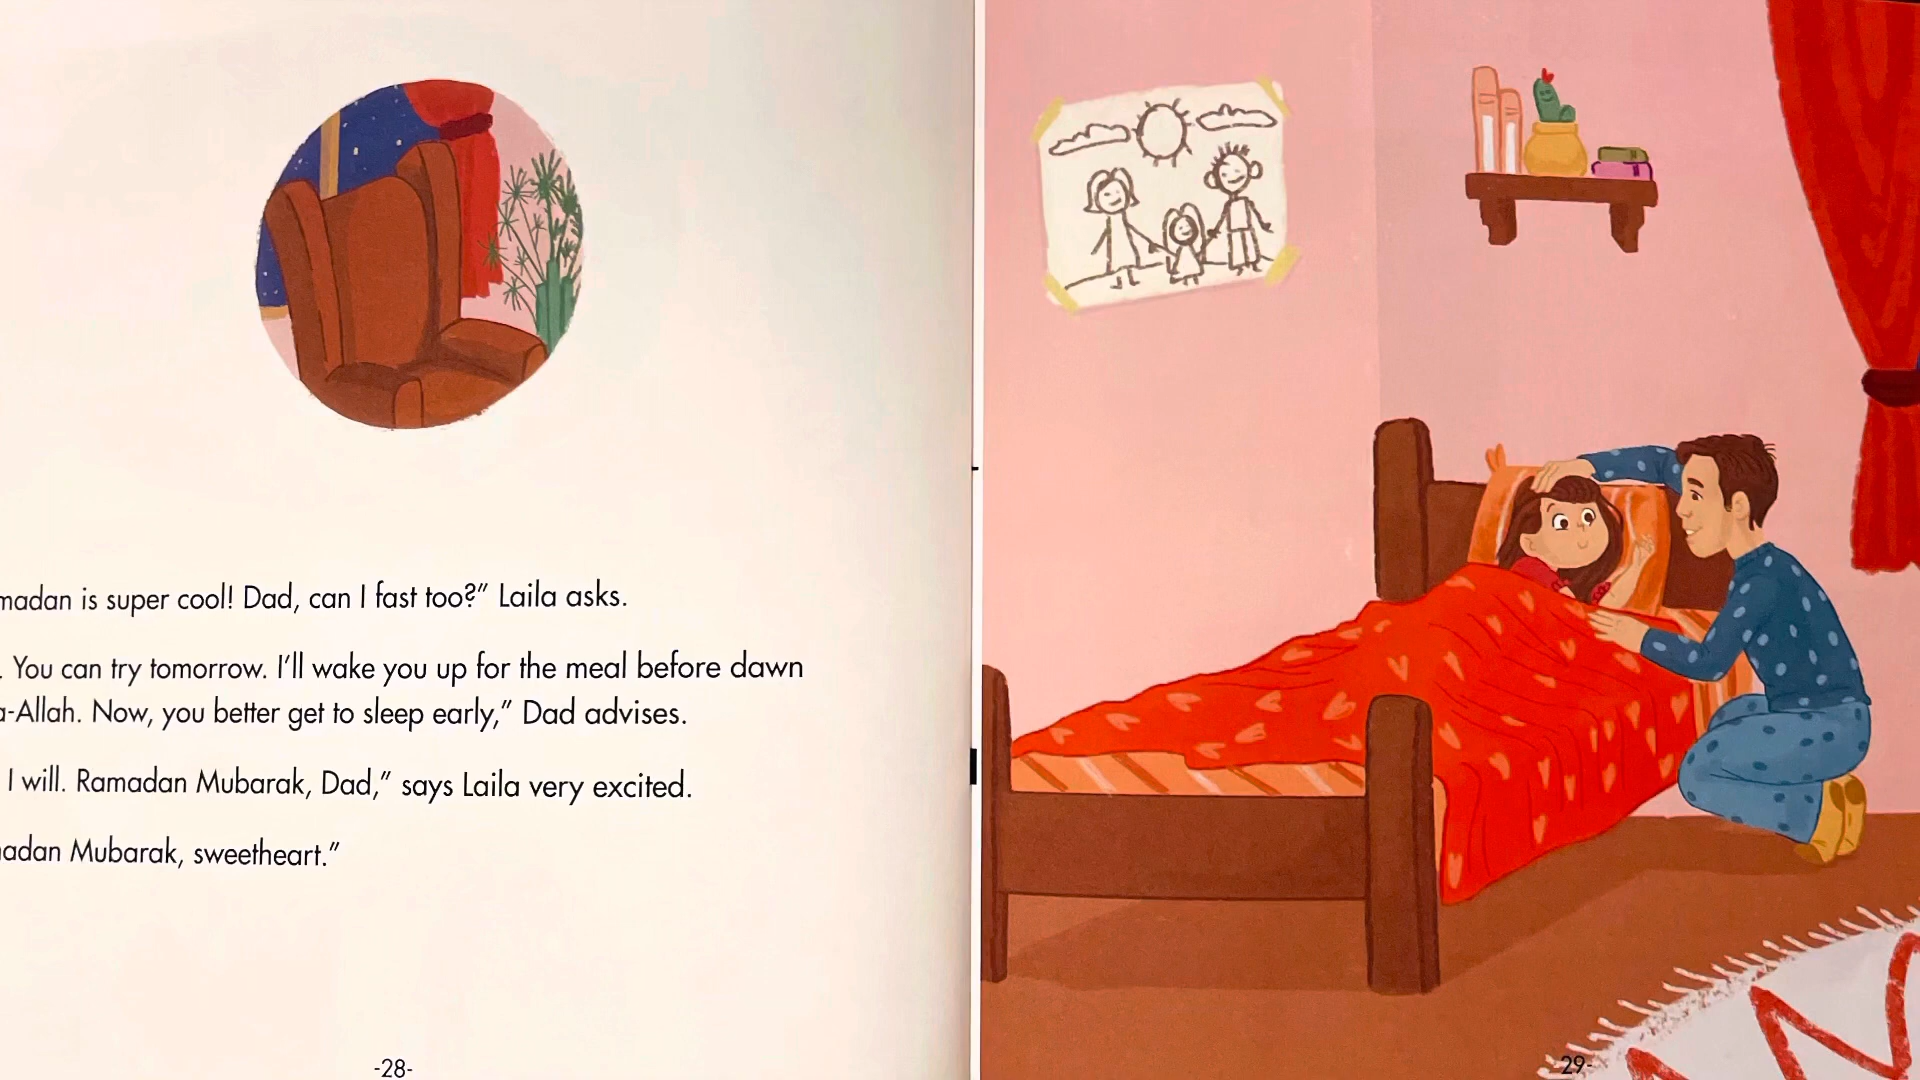 madan is super cool! Dad, can I fast too?” Laila asks.
. You can try tomorrow. I’ll wake you up for the meal before dawn
a-Allah. Now, you better get to sleep early,” Dad advises.
I will. Ramadan Mubarak, Dad,” says Laila very excited.
adan Mubarak, sweetheart.”
-28-
29-